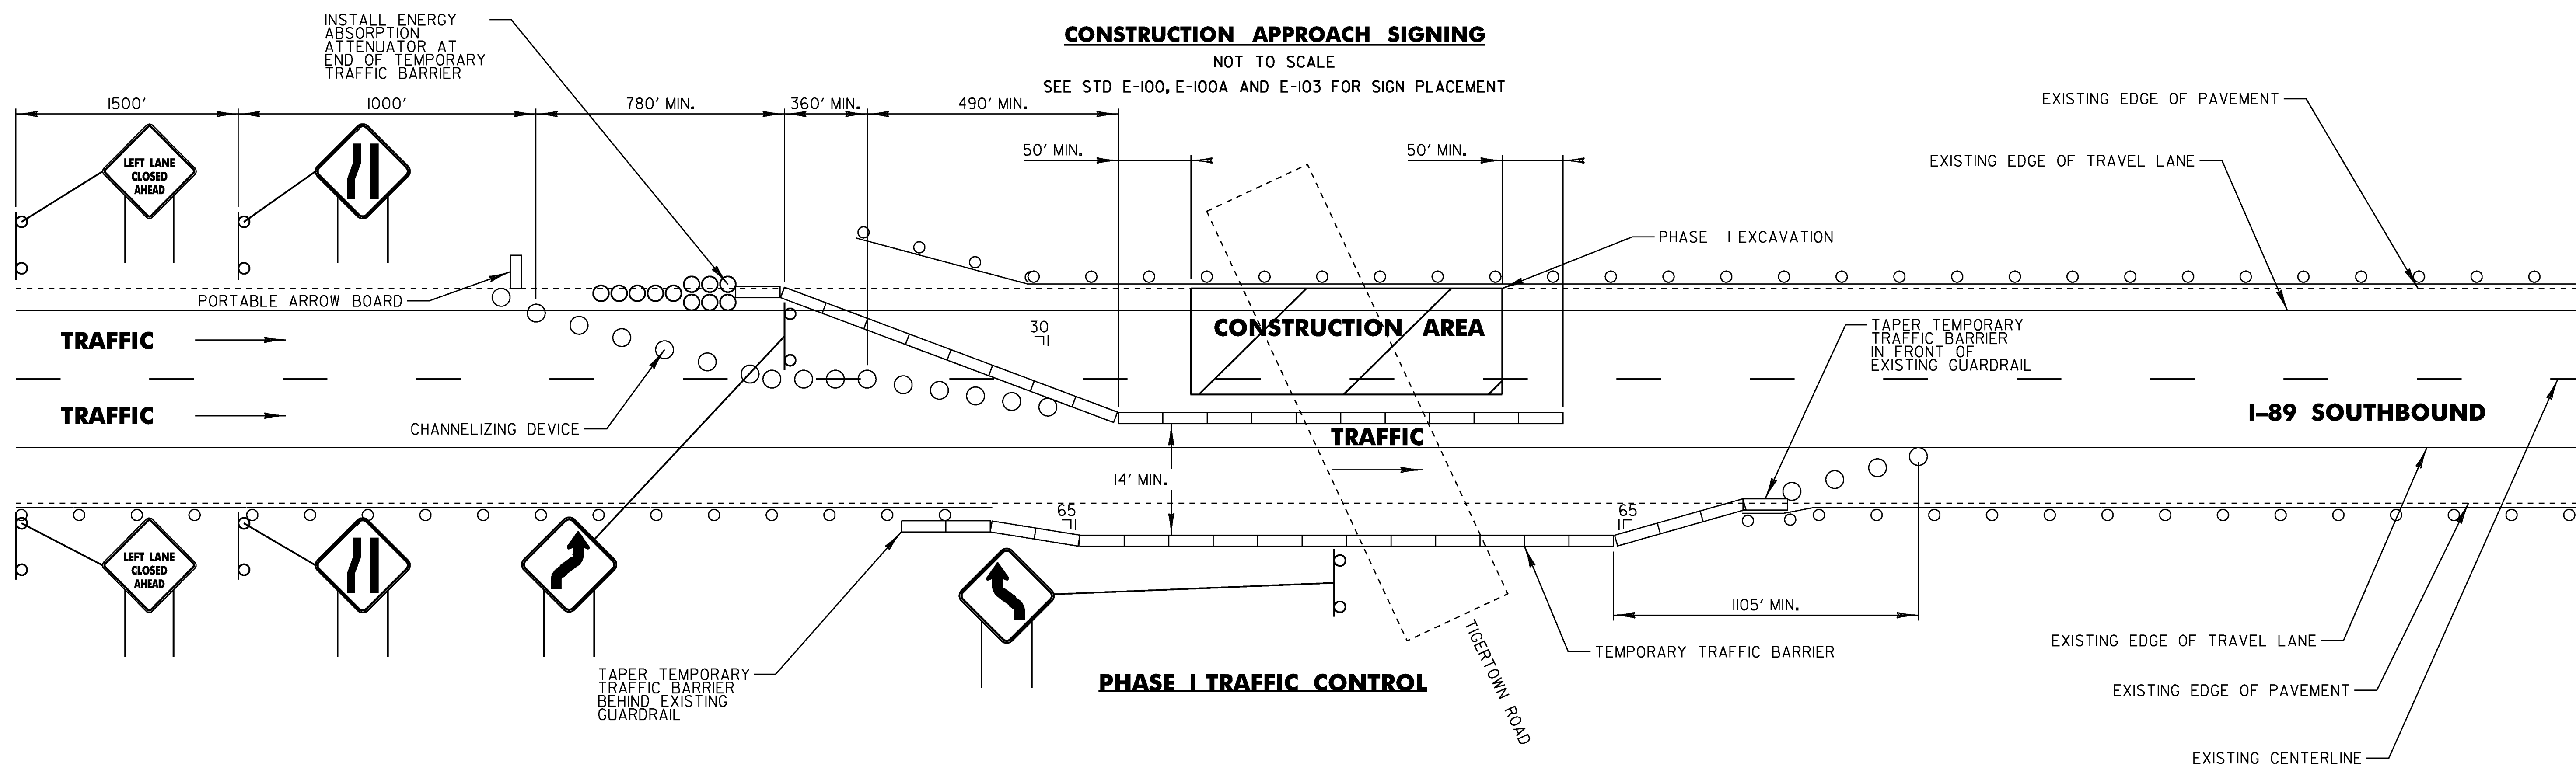 INSTALL ENERGY
ABSORPTION
ATTENUATOR AT
END OF TEMPORARY
TRAFFIC BARRIER
CONSTRUCTION APPROACH SIGNING
NOT TO SCALE
SEE STD E-100, E-100A AND E-103 FOR SIGN PLACEMENT
1500'
1000'
780' MIN.
360' MIN.
490' MIN.
50' MIN.
50' MIN.
EXISTING EDGE OF PAVEMENT
EXISTING EDGE OF TRAVEL LANE
LEFT LANE
CLOSED
AHEAD
PHASE I EXCAVATION
PORTABLE ARROW BOARD
TRAFFIC
30
CONSTRUCTION AREA
TAPER TEMPORARY
TRAFFIC BARRIER
IN FRONT OF
EXISTING GUARDRAIL
TRAFFIC
CHANNELIZING DEVICE
TRAFFIC
I-89 SOUTHBOUND
14' MIN.
65
65
LEFT LANE
CLOSED
AHEAD
1105' MIN.
TAPER TEMPORARY
TRAFFIC BARRIER
BEHIND EXISTING
GUARDRAIL
PHASE I TRAFFIC CONTROL
TIGERTOWN ROAD
TEMPORARY TRAFFIC BARRIER
EXISTING EDGE OF TRAVEL LANE
EXISTING EDGE OF PAVEMENT
EXISTING CENTERLINE